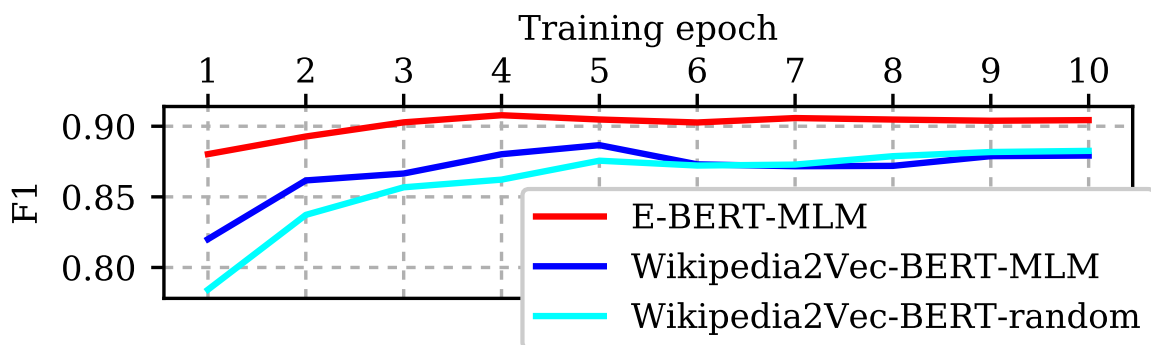 Training epoch
1 2 3 4 5 6 7 8 9 10
F1
0.90
0.85
0.80
E-BERT-MLM
Wikipedia2Vec-BERT-MLM
Wikipedia2Vec-BERT-random